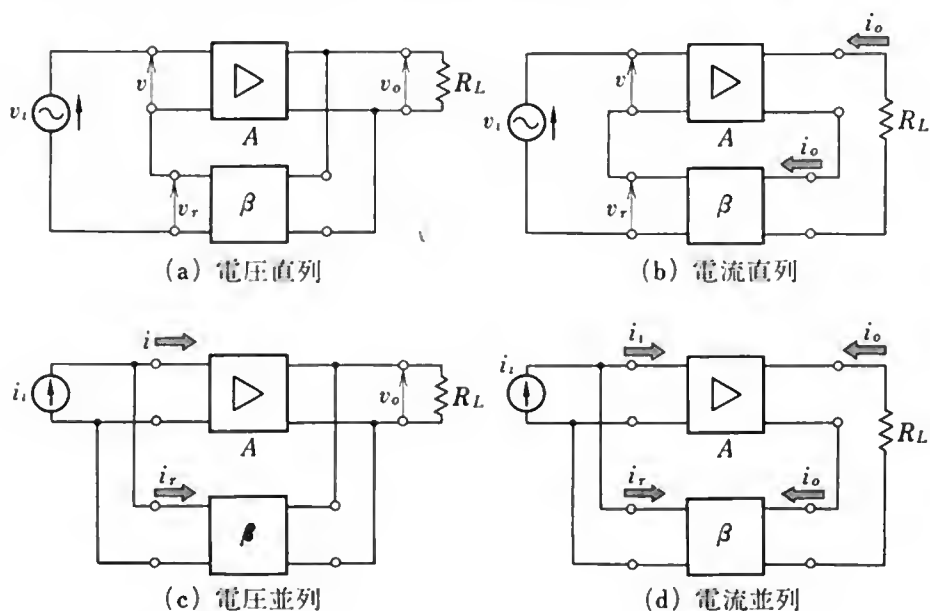 v_i
v
A
v_o
R_L
β
v_r
(a) 電圧直列
v_i
v
A
i_o
R_L
i_o
β
v_r
(b) 電流直列
i_i
i
A
v_o
R_L
i_r
β
(c) 電圧並列
i_i
i_i
A
i_o
R_L
i_r
i_o
β
(d) 電流並列